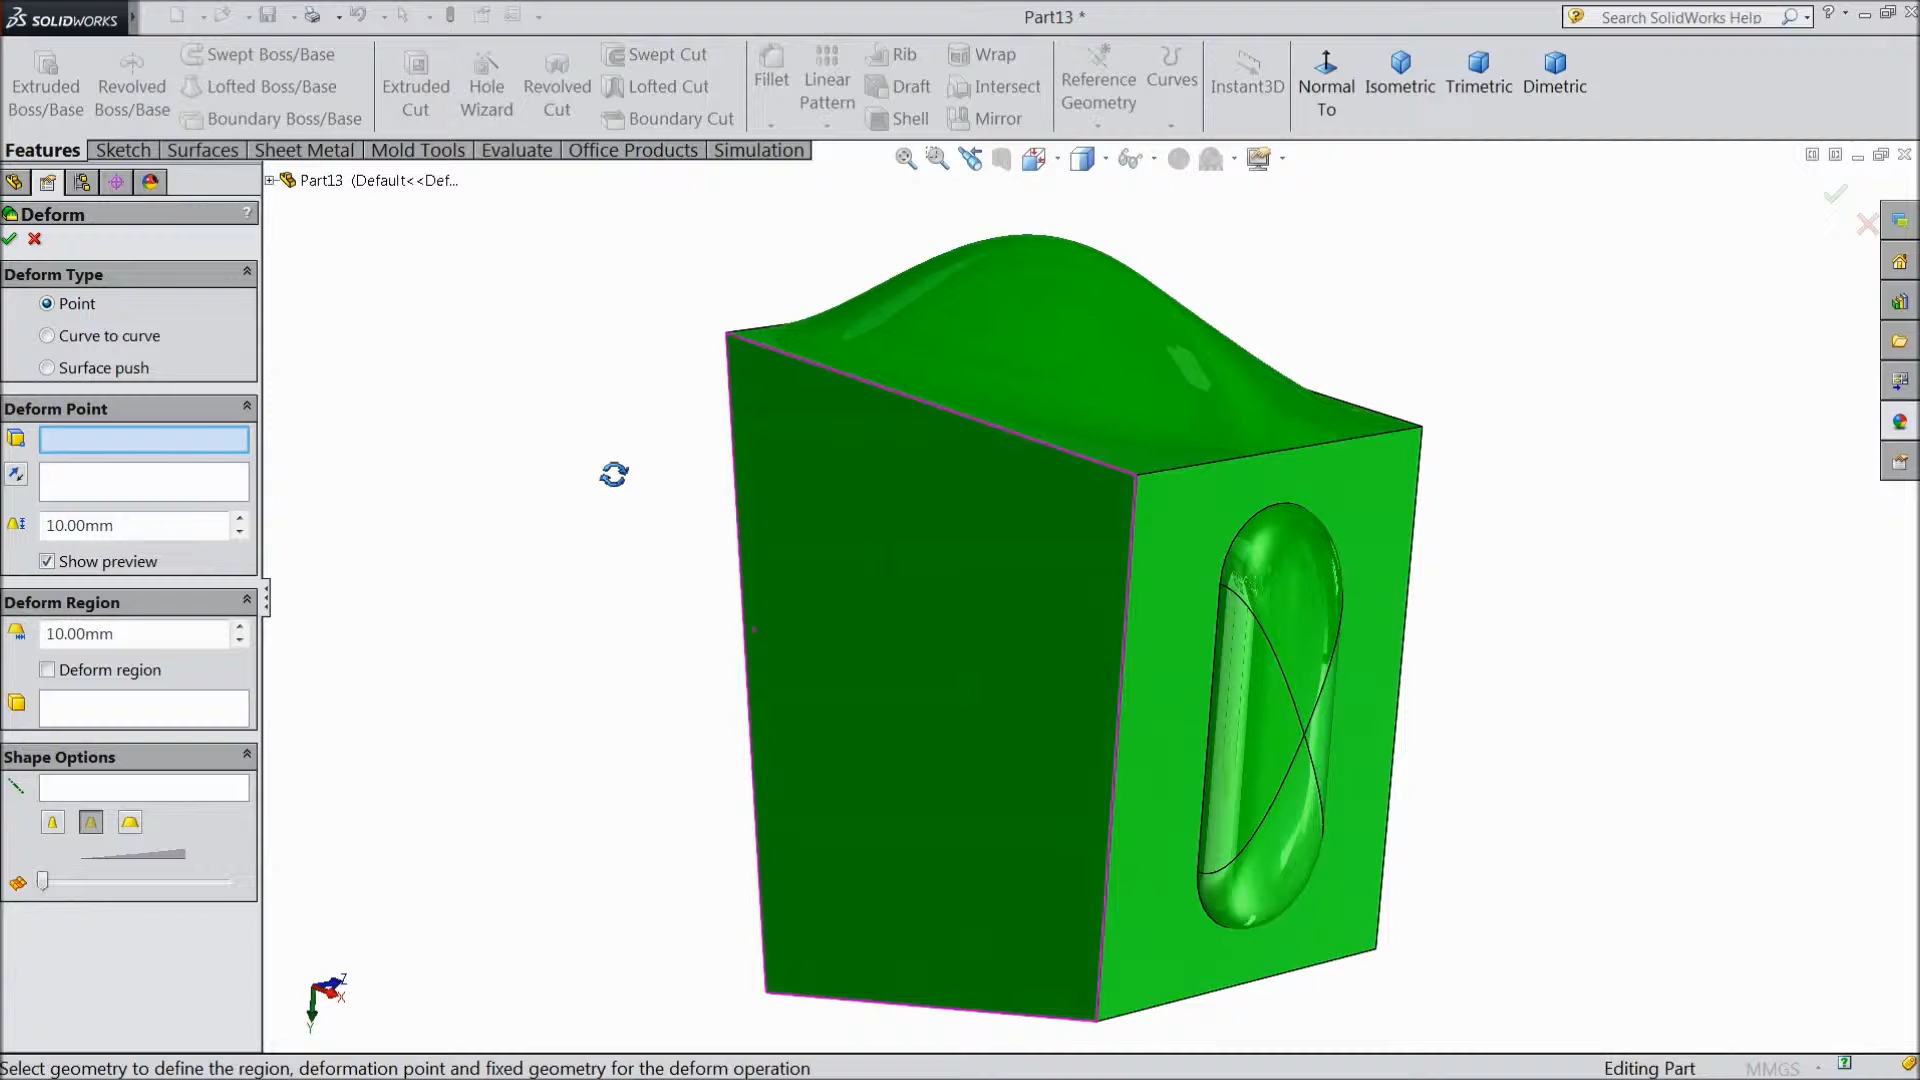 SOLIDWORKS
Part13 *
Search SolidWorks Help
Extruded Boss/Base
Revolved Boss/Base
Swept Boss/Base
Lofted Boss/Base
Boundary Boss/Base
Extruded Cut
Hole Wizard
Revolved Cut
Swept Cut
Lofted Cut
Boundary Cut
Fillet
Linear Pattern
Rib
Draft
Shell
Wrap
Intersect
Mirror
Reference Geometry
Curves
Instant3D
Normal To
Isometric
Trimetric
Dimetric
Features
Sketch
Surfaces
Sheet Metal
Mold Tools
Evaluate
Office Products
Simulation
Part13 (Default<<Def...
Deform
?
Deform Type
Point
Curve to curve
Surface push
Deform Point
10.00mm
Show preview
Deform Region
10.00mm
Deform region
Shape Options
Z
X
Y
Select geometry to define the region, deformation point and fixed geometry for the deform operation
Editing Part
MMGS